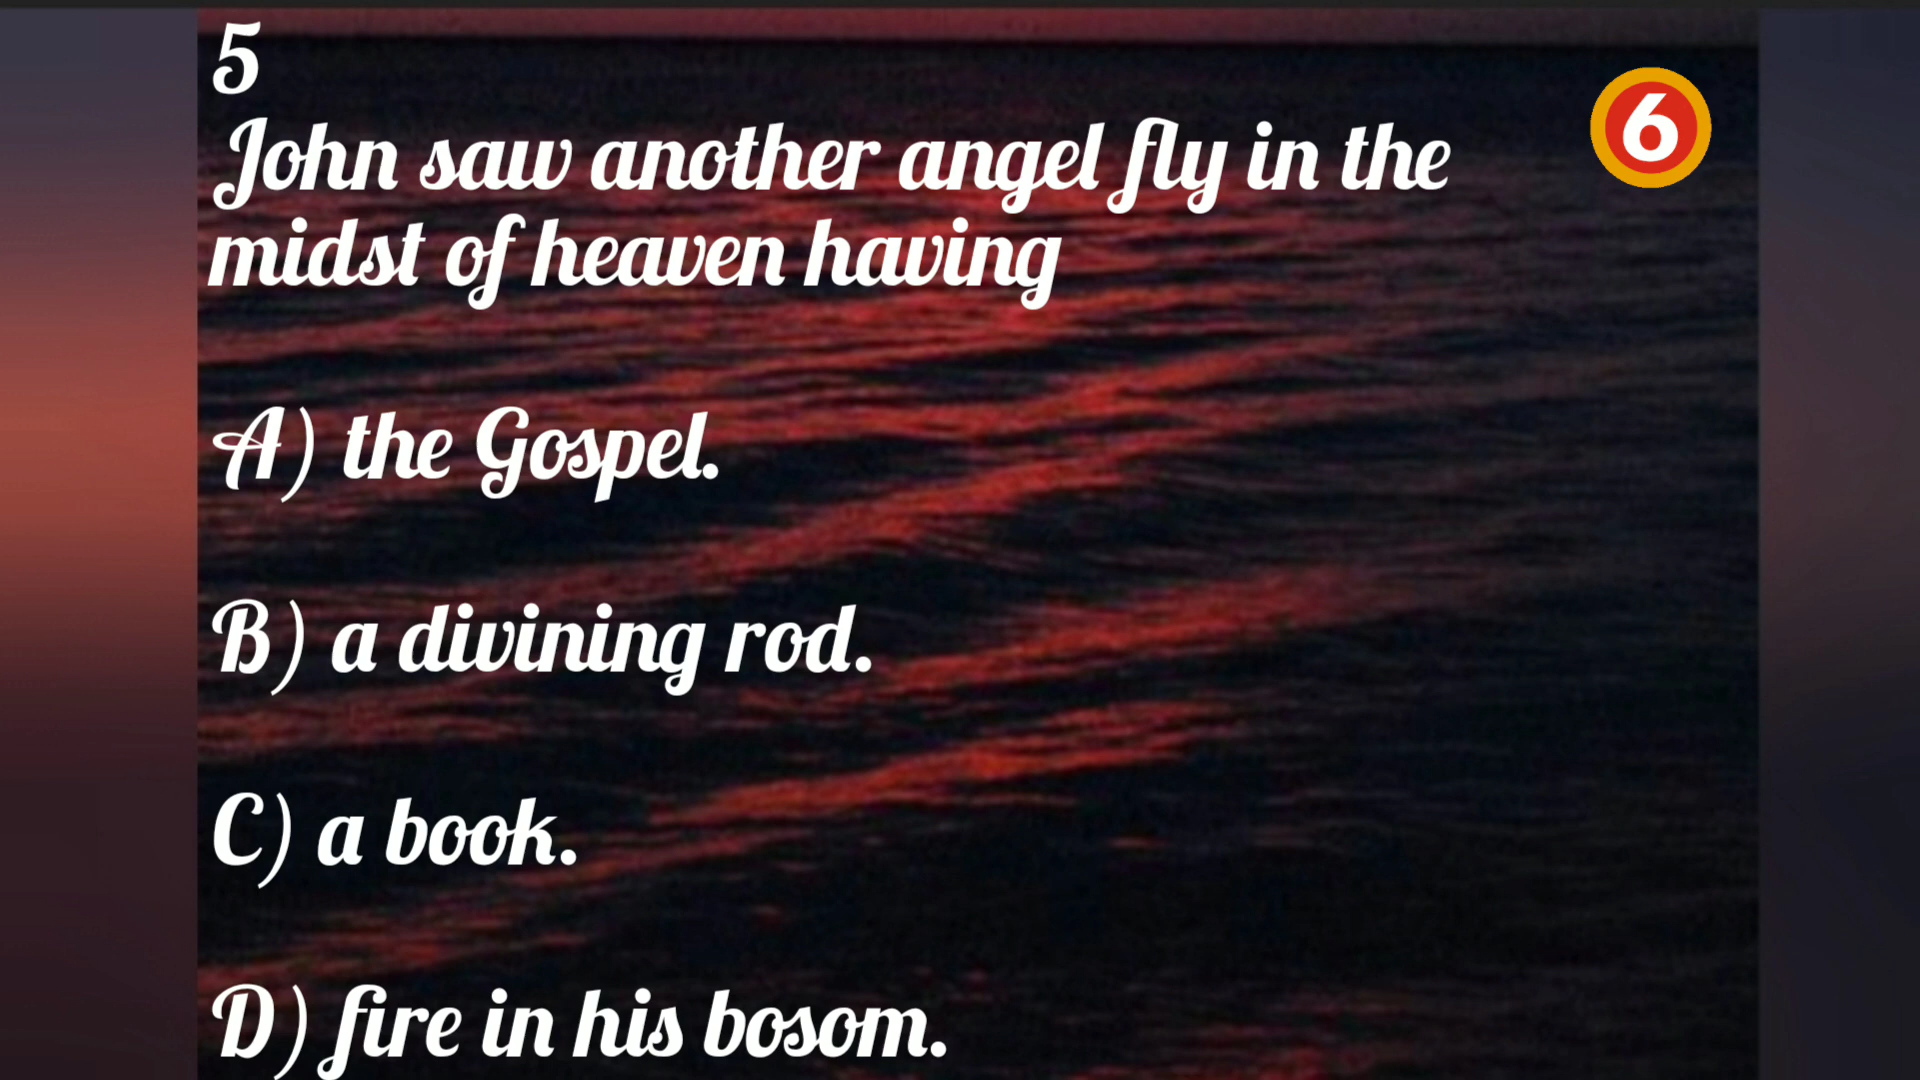 5
6
John saw another angel fly in the
midst of heaven having
A) the Gospel.
B) a divining rod.
C) a book.
D) fire in his bosom.